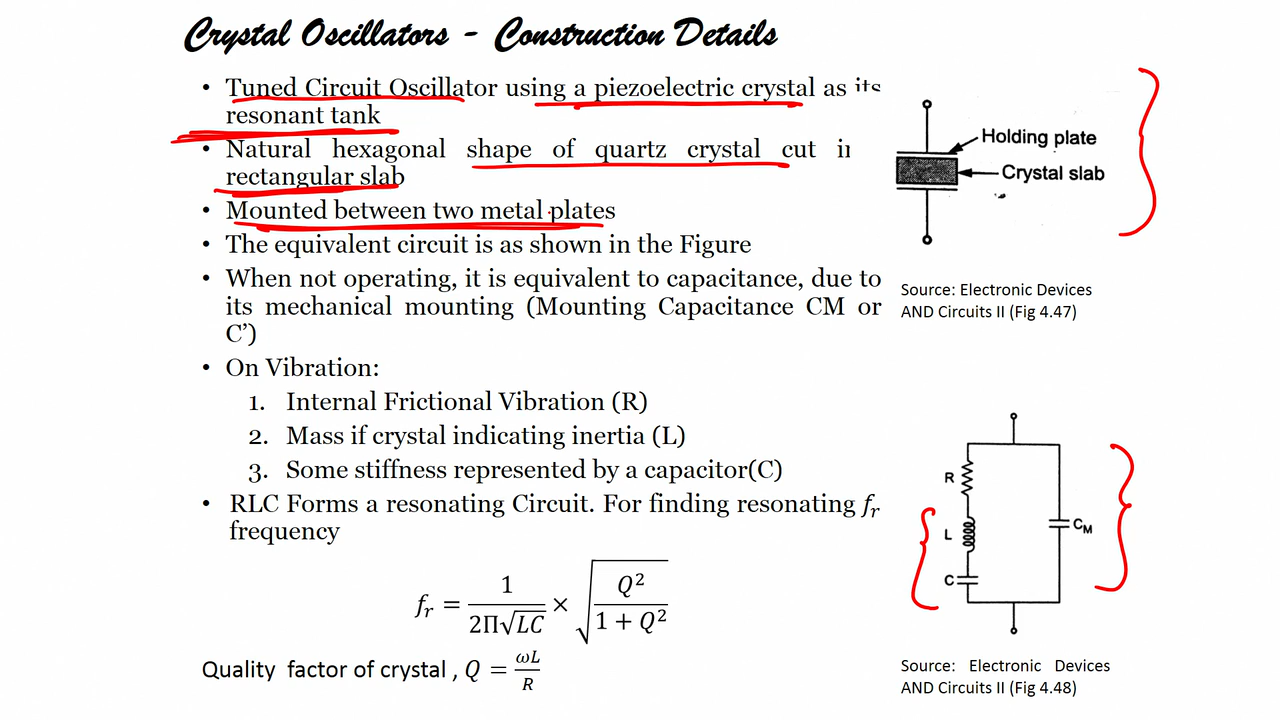 Crystal Oscillators - Construction Details
• Tuned Circuit Oscillator using a piezoelectric crystal as its
resonant tank
• Natural hexagonal shape of quartz crystal cut in
rectangular slab
• Mounted between two metal plates
• The equivalent circuit is as shown in the Figure
• When not operating, it is equivalent to capacitance, due to
its mechanical mounting (Mounting Capacitance CM or
C’)
• On Vibration:
1. Internal Frictional Vibration (R)
2. Mass if crystal indicating inertia (L)
3. Some stiffness represented by a capacitor(C)
• RLC Forms a resonating Circuit. For finding resonating fr
frequency
fr = 1 / 2Π√LC × √(Q² / 1 + Q²)
Quality factor of crystal , Q = ωL / R
Holding plate
Crystal slab
Source: Electronic Devices
AND Circuits II (Fig 4.47)
R
L
C
CM
Source: Electronic Devices
AND Circuits II (Fig 4.48)